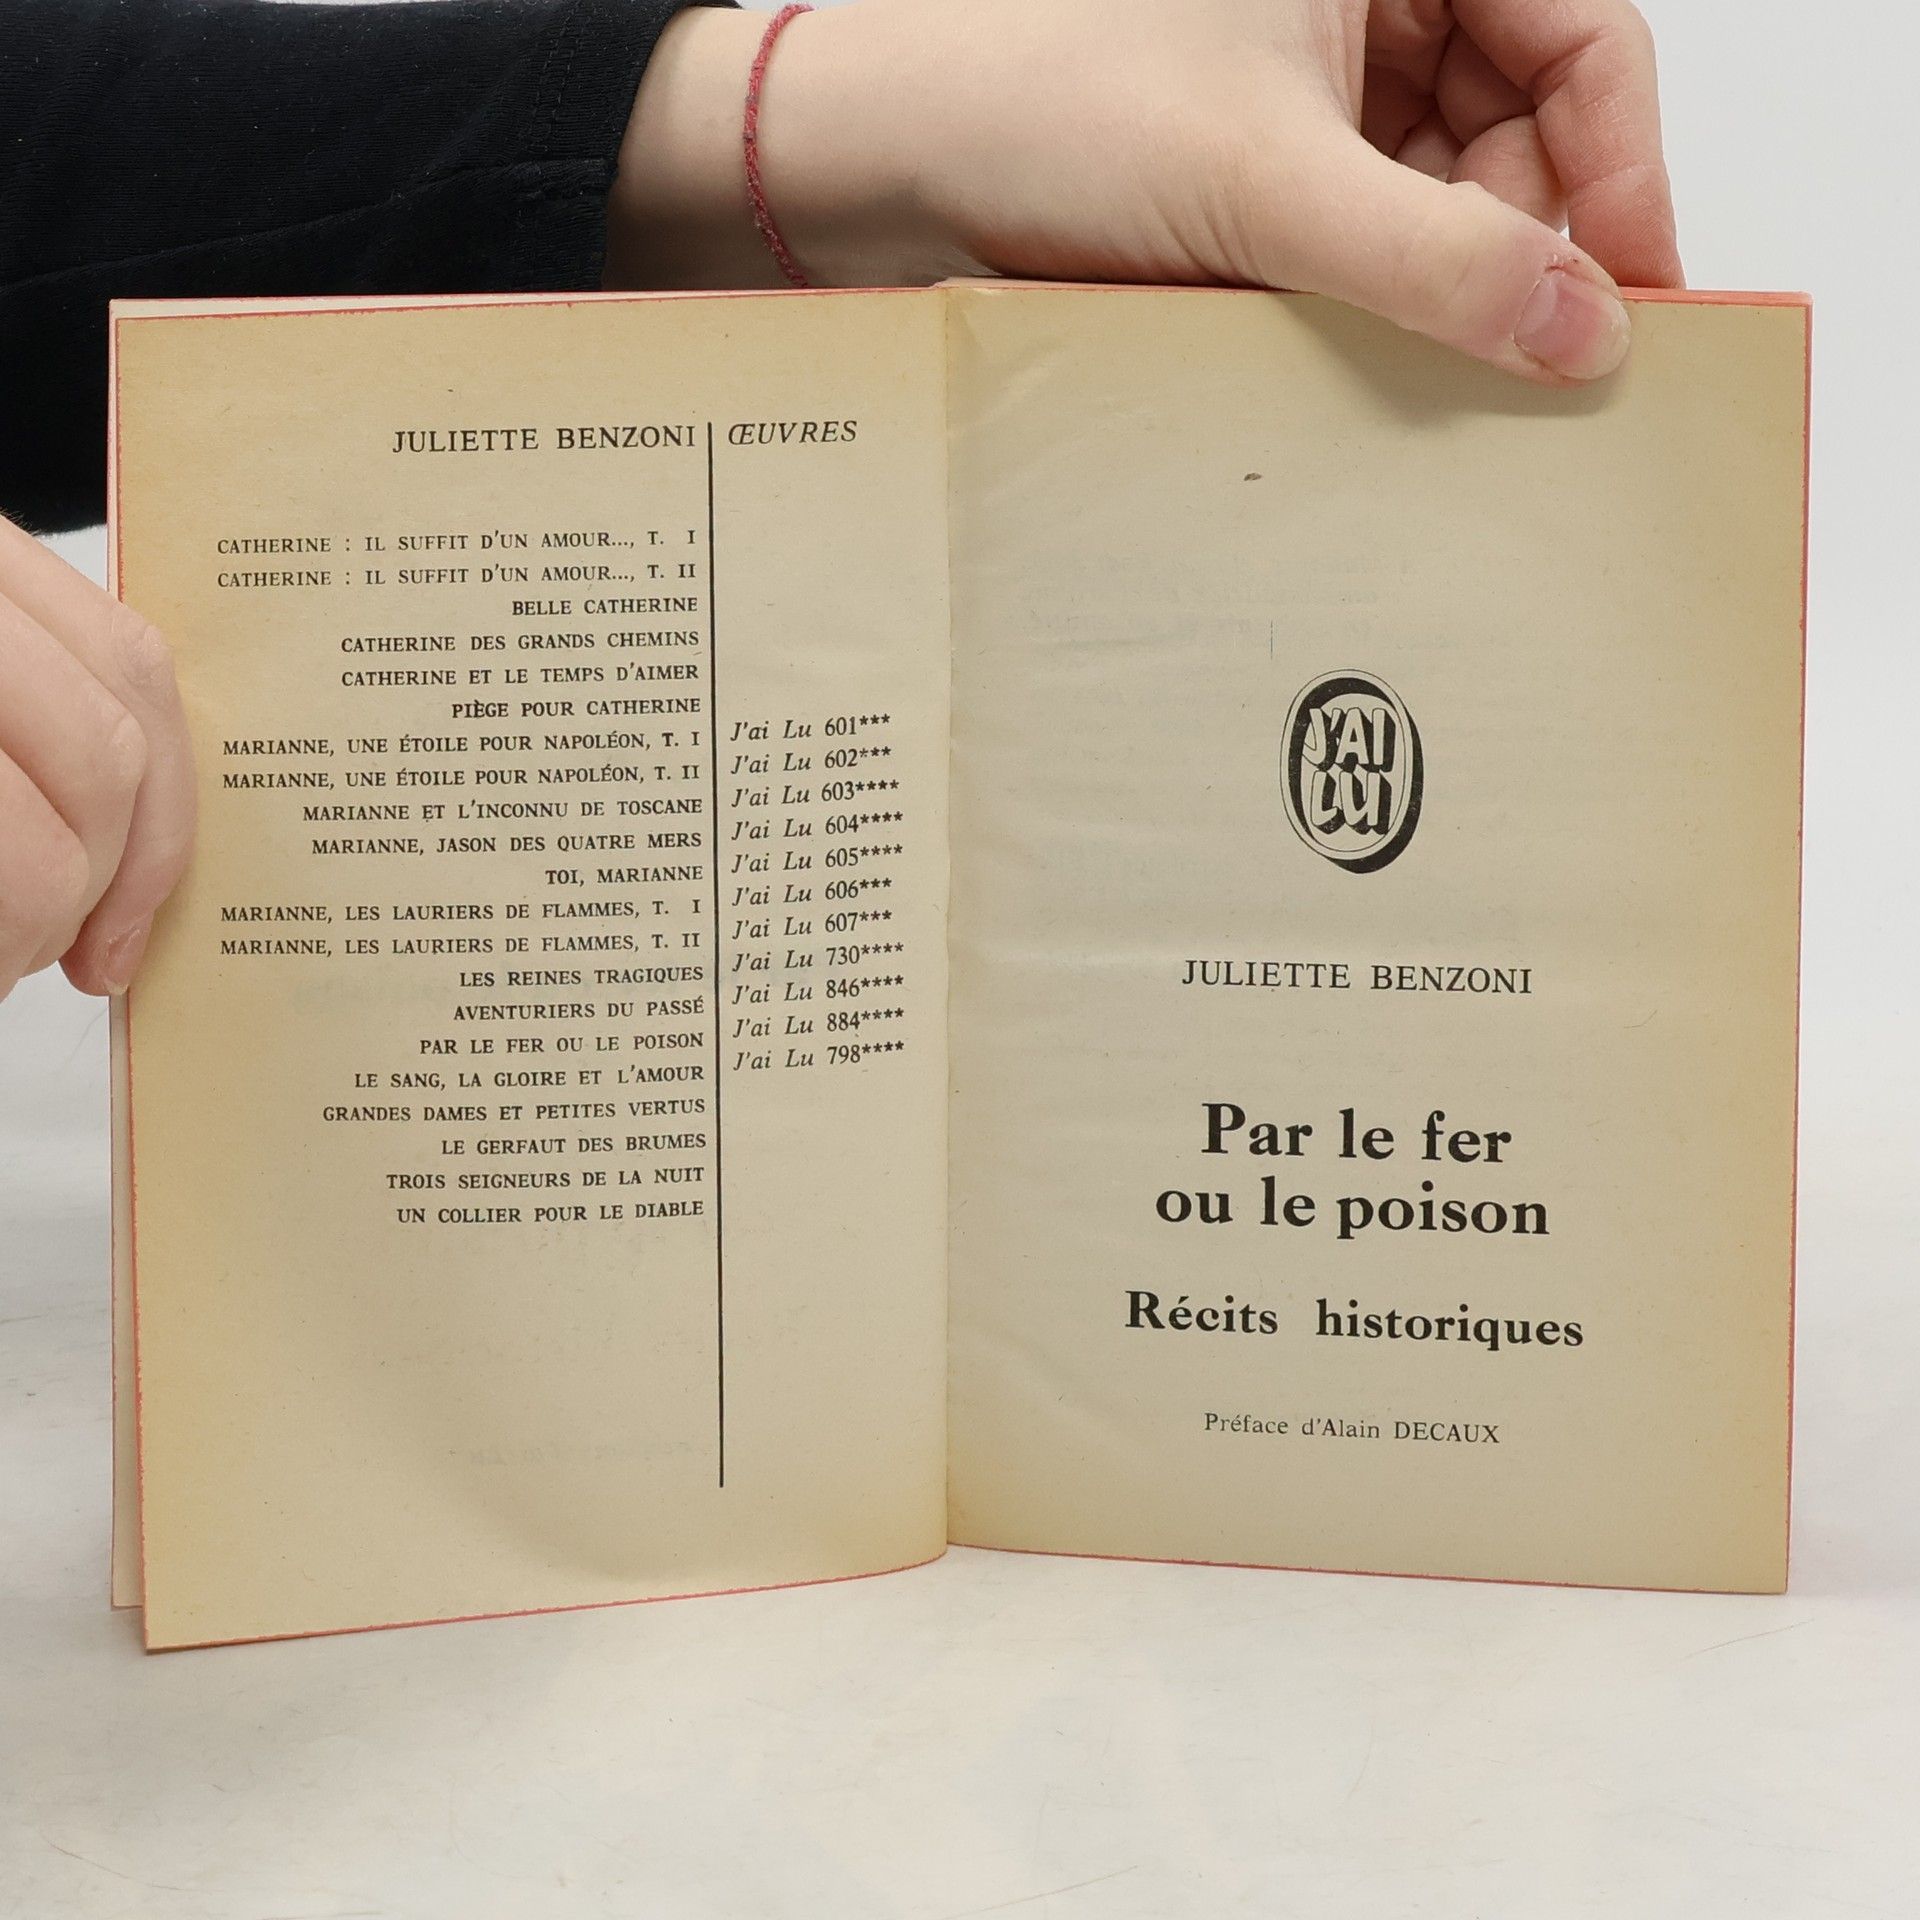 JULIETTE BENZONI ŒUVRES
CATHERINE : IL SUFFIT D'UN AMOUR..., T. I
CATHERINE : IL SUFFIT D'UN AMOUR..., T. II
BELLE CATHERINE
CATHERINE DES GRANDS CHEMINS
CATHERINE ET LE TEMPS D'AIMER
PIÈGE POUR CATHERINE
MARIANNE, UNE ÉTOILE POUR NAPOLÉON, T. I J'ai Lu 601***
MARIANNE, UNE ÉTOILE POUR NAPOLÉON, T. II J'ai Lu 602***
MARIANNE ET L'INCONNU DE TOSCANE J'ai Lu 603****
MARIANNE, JASON DES QUATRE MERS J'ai Lu 604****
TOI, MARIANNE J'ai Lu 605****
MARIANNE, LES LAURIERS DE FLAMMES, T. I J'ai Lu 606***
MARIANNE, LES LAURIERS DE FLAMMES, T. II J'ai Lu 607***
LES REINES TRAGIQUES J'ai Lu 730****
AVENTURIERS DU PASSÉ J'ai Lu 846****
PAR LE FER OU LE POISON J'ai Lu 884****
LE SANG, LA GLOIRE ET L'AMOUR J'ai Lu 798****
GRANDES DAMES ET PETITES VERTUS
LE GERFAUT DES BRUMES
TROIS SEIGNEURS DE LA NUIT
UN COLLIER POUR LE DIABLE
J'AI
LU
JULIETTE BENZONI
Par le fer
ou le poison
Récits historiques
Préface d'Alain DECAUX